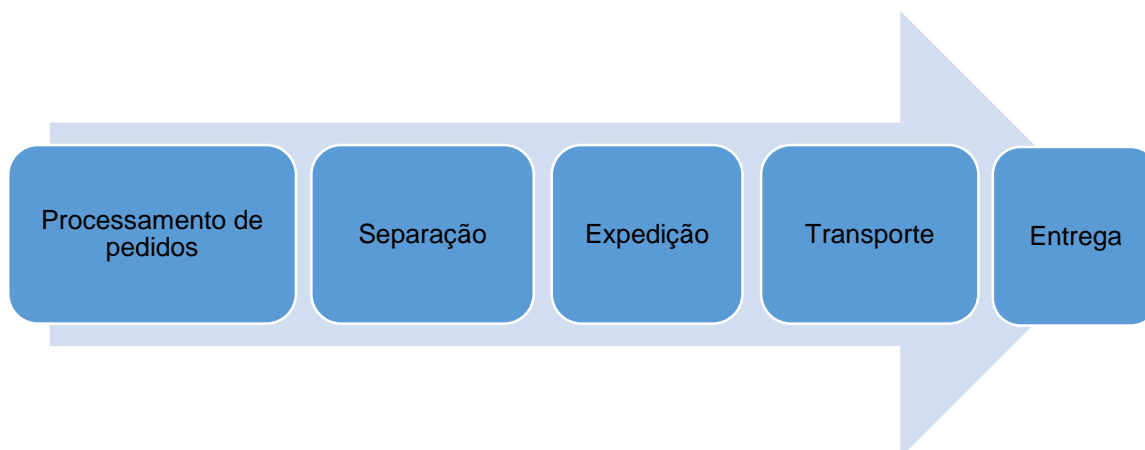 Processamento de
pedidos
Separação
Expedição
Transporte
Entrega